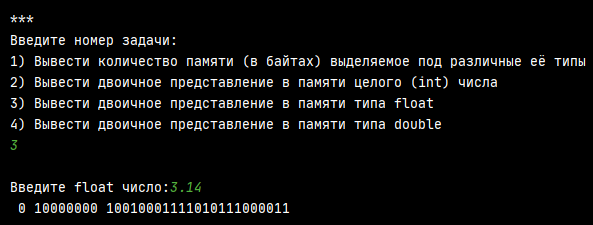 ***
Введите номер задачи:
1) Вывести количество памяти (в байтах) выделяемое под различные её типы
2) Вывести двоичное представление в памяти целого (int) числа
3) Вывести двоичное представление в памяти типа float
4) Вывести двоичное представление в памяти типа double
3
Введите float число:3.14
0 10000000 10010001111010111000011